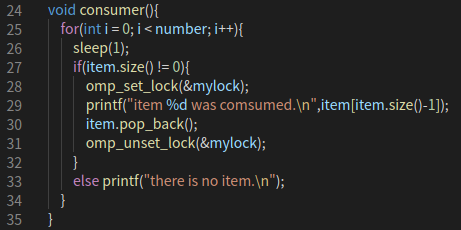 24 void consumer(){
25 for(int i = 0; i < number; i++){
26 sleep(1);
27 if(item.size() != 0){
28 omp_set_lock(&mylock);
29 printf("item %d was comsumed.\n",item[item.size()-1]);
30 item.pop_back();
31 omp_unset_lock(&mylock);
32 }
33 else printf("there is no item.\n");
34 }
35 }